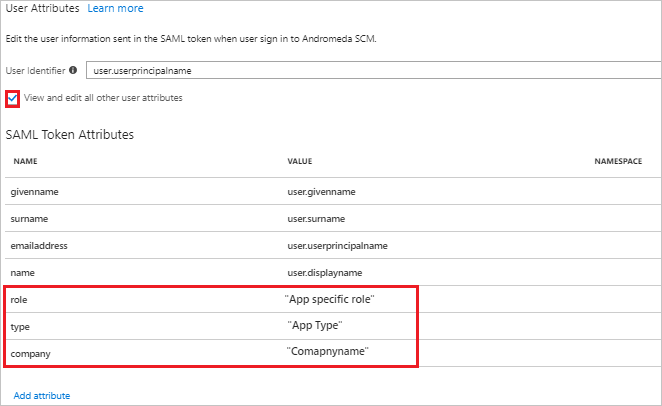 User Attributes Learn more
Edit the user information sent in the SAML token when user sign in to Andromeda SCM.
User Identifier user.userprincipalname
View and edit all other user attributes
SAML Token Attributes
NAME VALUE NAMESPACE
givenname user.givenname
surname user.surname
emailaddress user.userprincipalname
name user.displayname
role "App specific role"
type "App Type"
company "Comapnyname"
Add attribute